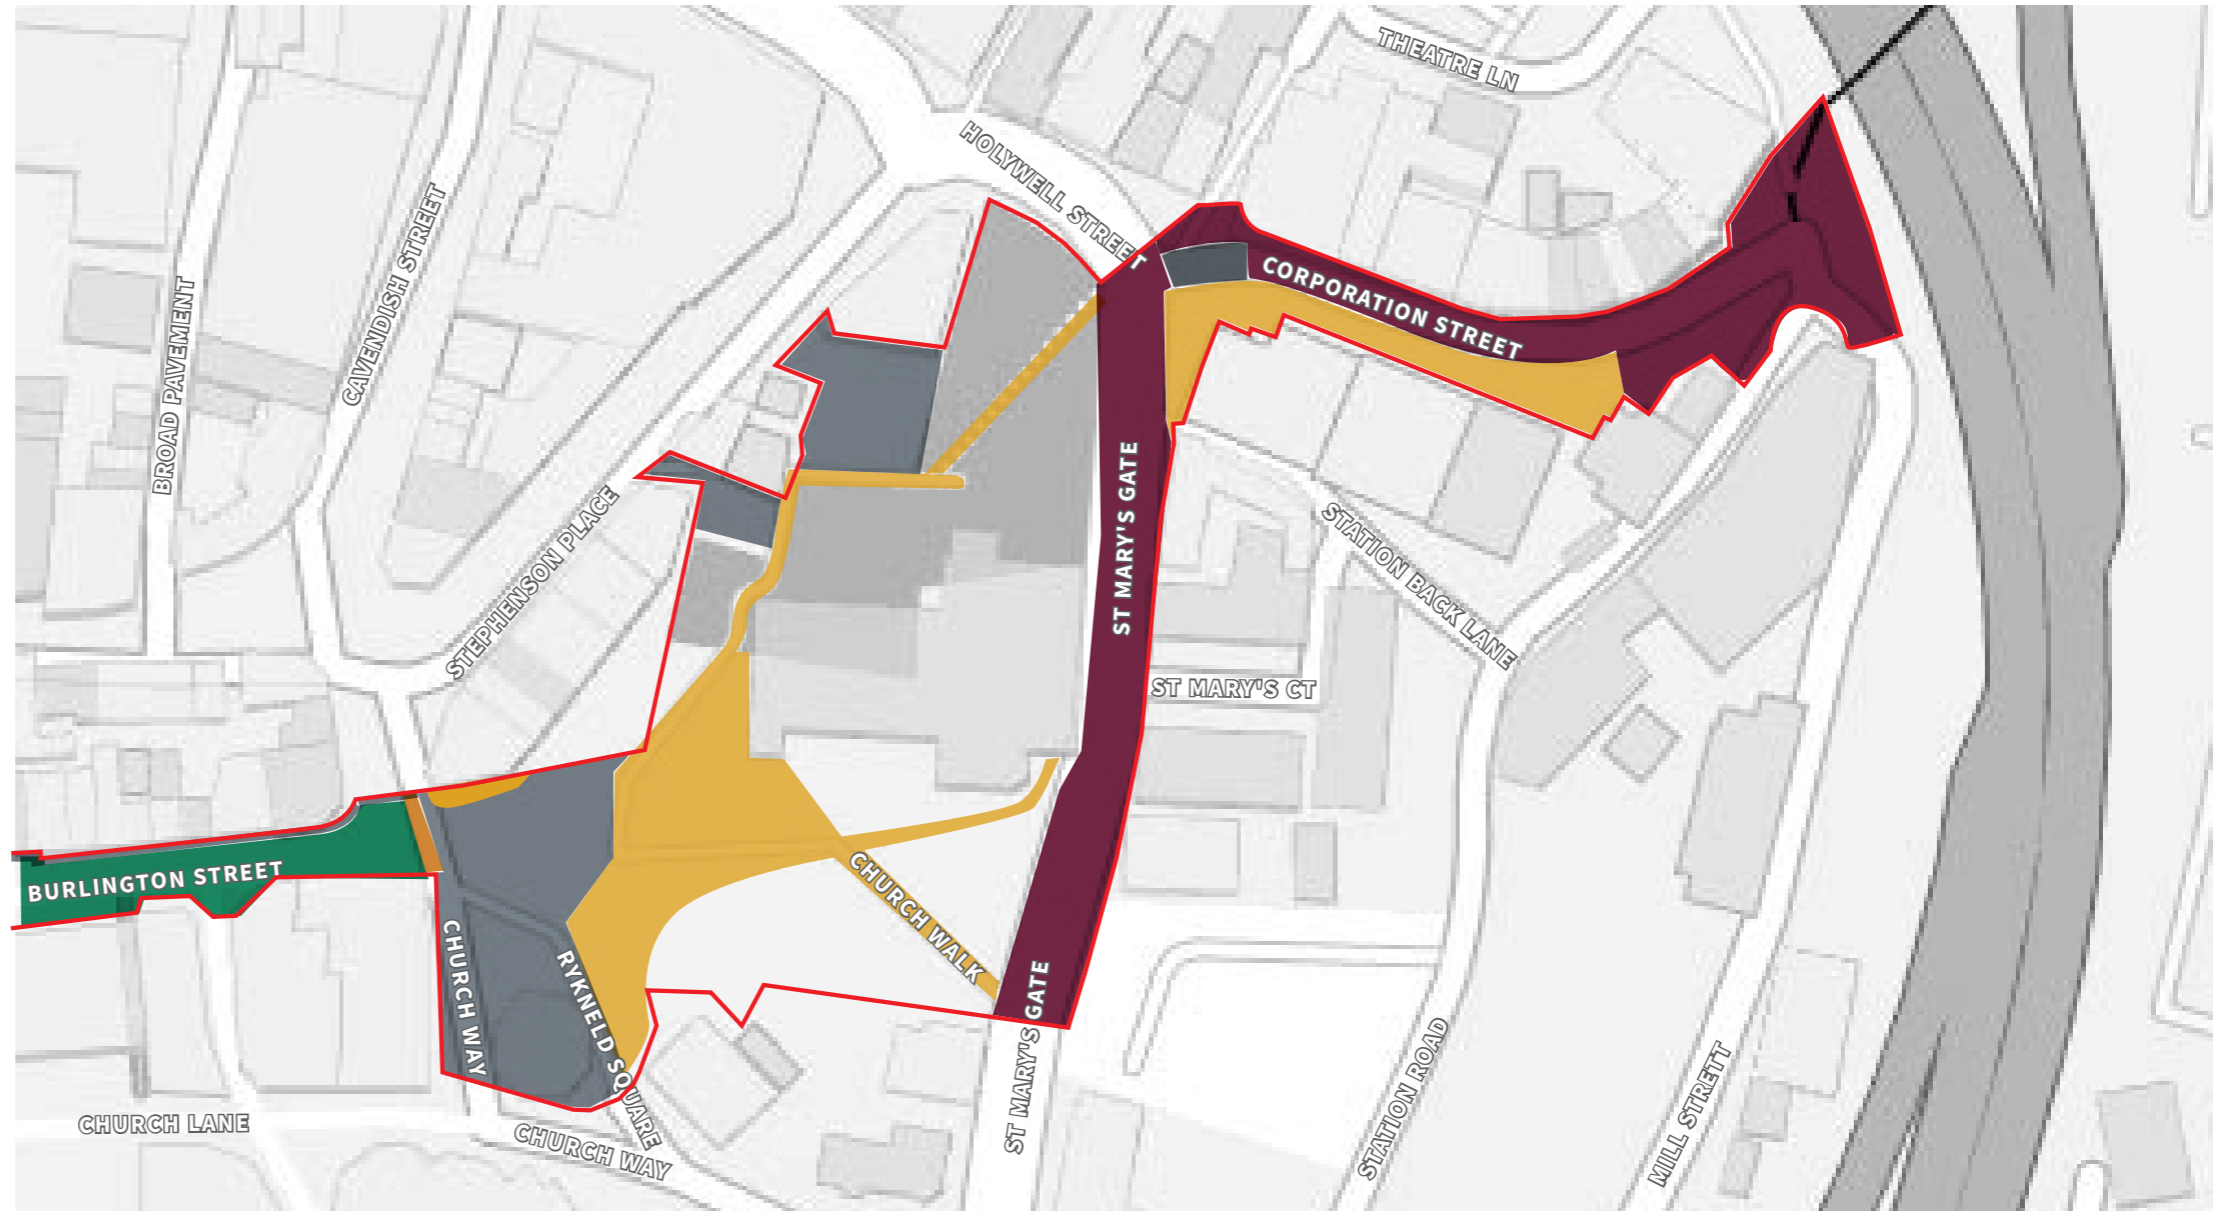 THEATRE LN
HOLYWELL STREET
CAVENDISH STREET
BROAD PAVEMENT
CORPORATION STREET
ST MARY'S GATE
STEPHENSON PLACE
STATION BACK LANE
ST MARY'S CT
BURLINGTON STREET
CHURCH WALK
CHURCH WAY
RYKNELD SQUARE
ST MARY'S GATE
STATION ROAD
MILL STRETT
CHURCH LANE
CHURCH WAY